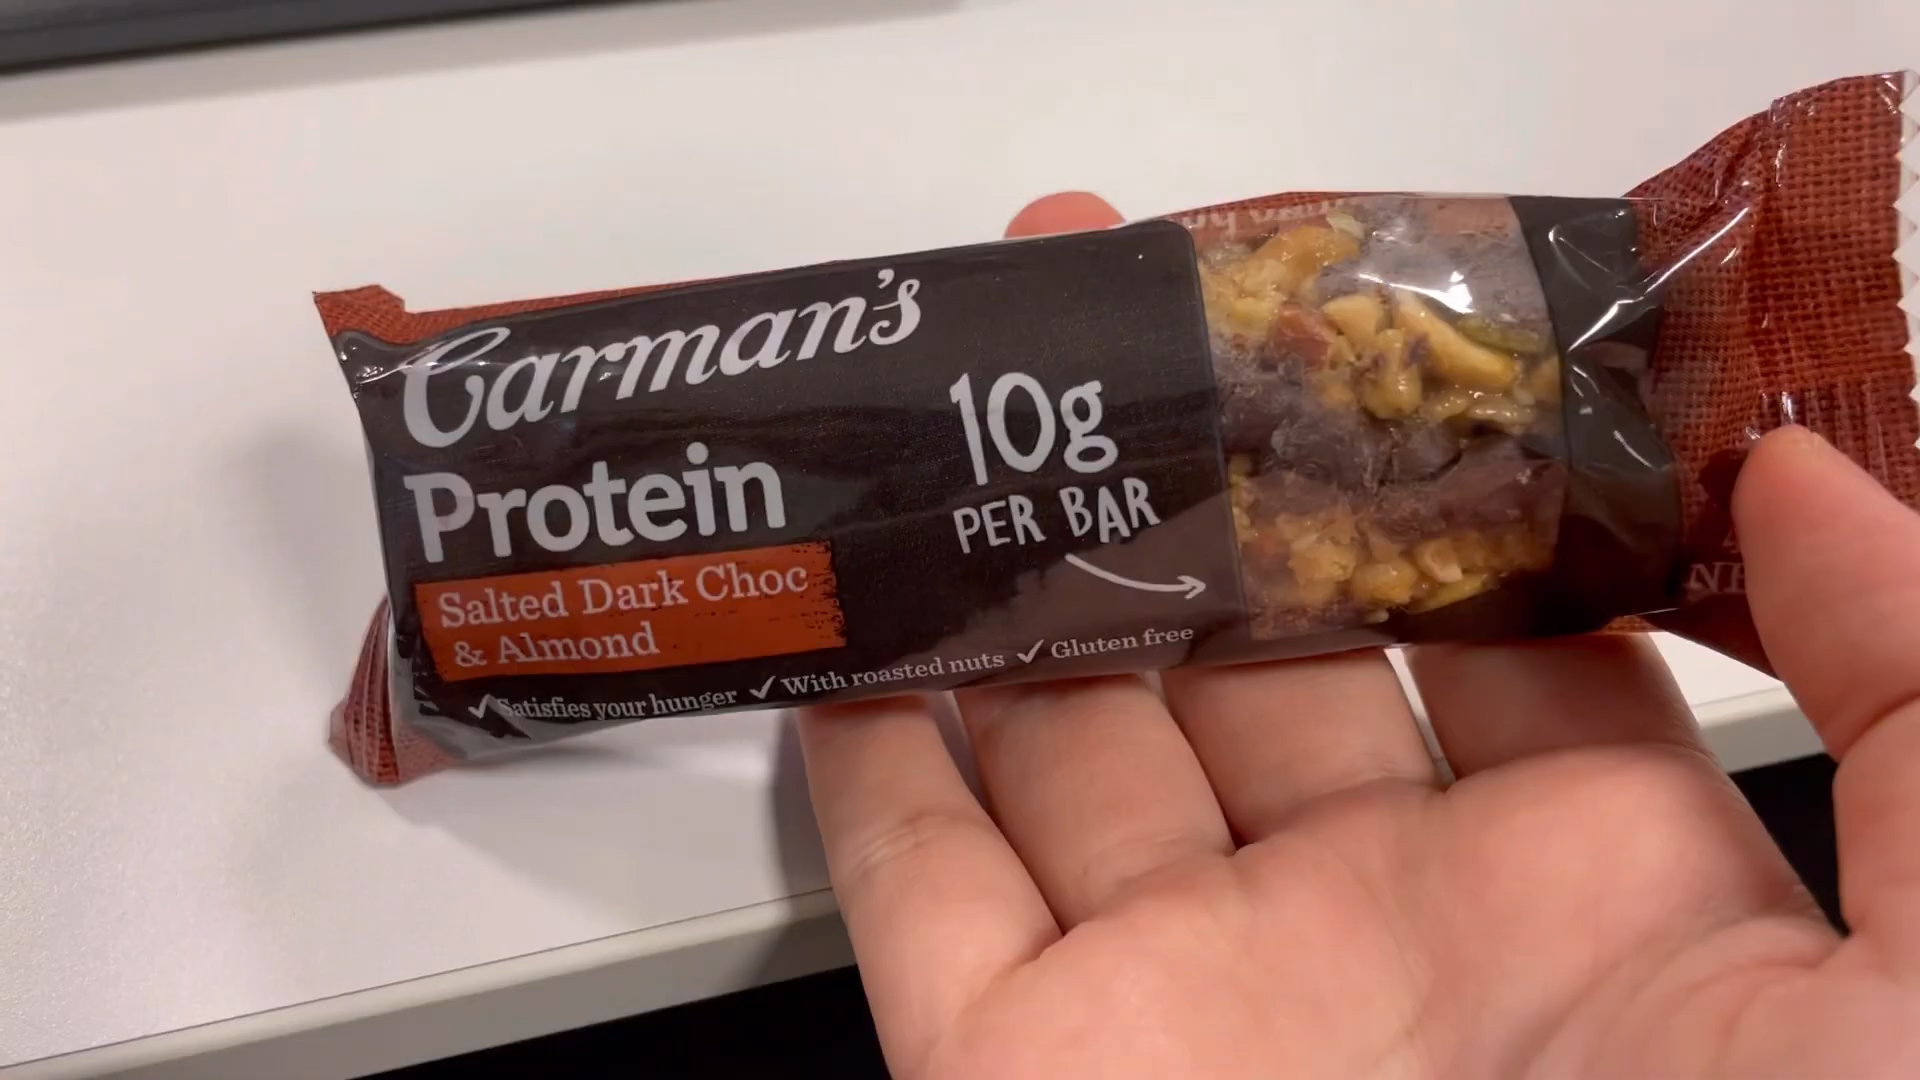 Carman's
Protein
Salted Dark Choc
& Almond
10g
PER BAR
✓ Satisfies your hunger ✓ With roasted nuts ✓ Gluten free